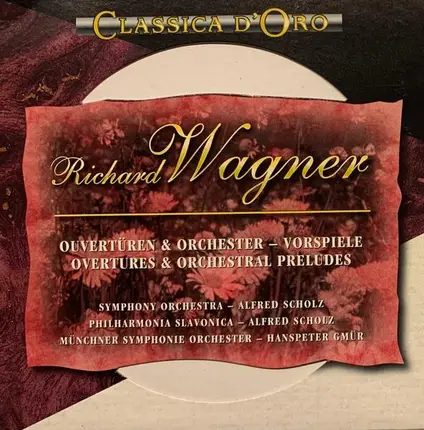 CLASSICA D'ORO
Richard Wagner
OUVERTÜREN & ORCHESTER – VORSPIELE
OVERTURES & ORCHESTRAL PRELUDES
SYMPHONY ORCHESTRA – ALFRED SCHOLZ
PHILHARMONIA SLAVONICA – ALFRED SCHOLZ
MÜNCHNER SYMPHONIE ORCHESTER – HANSPETER GMÜR